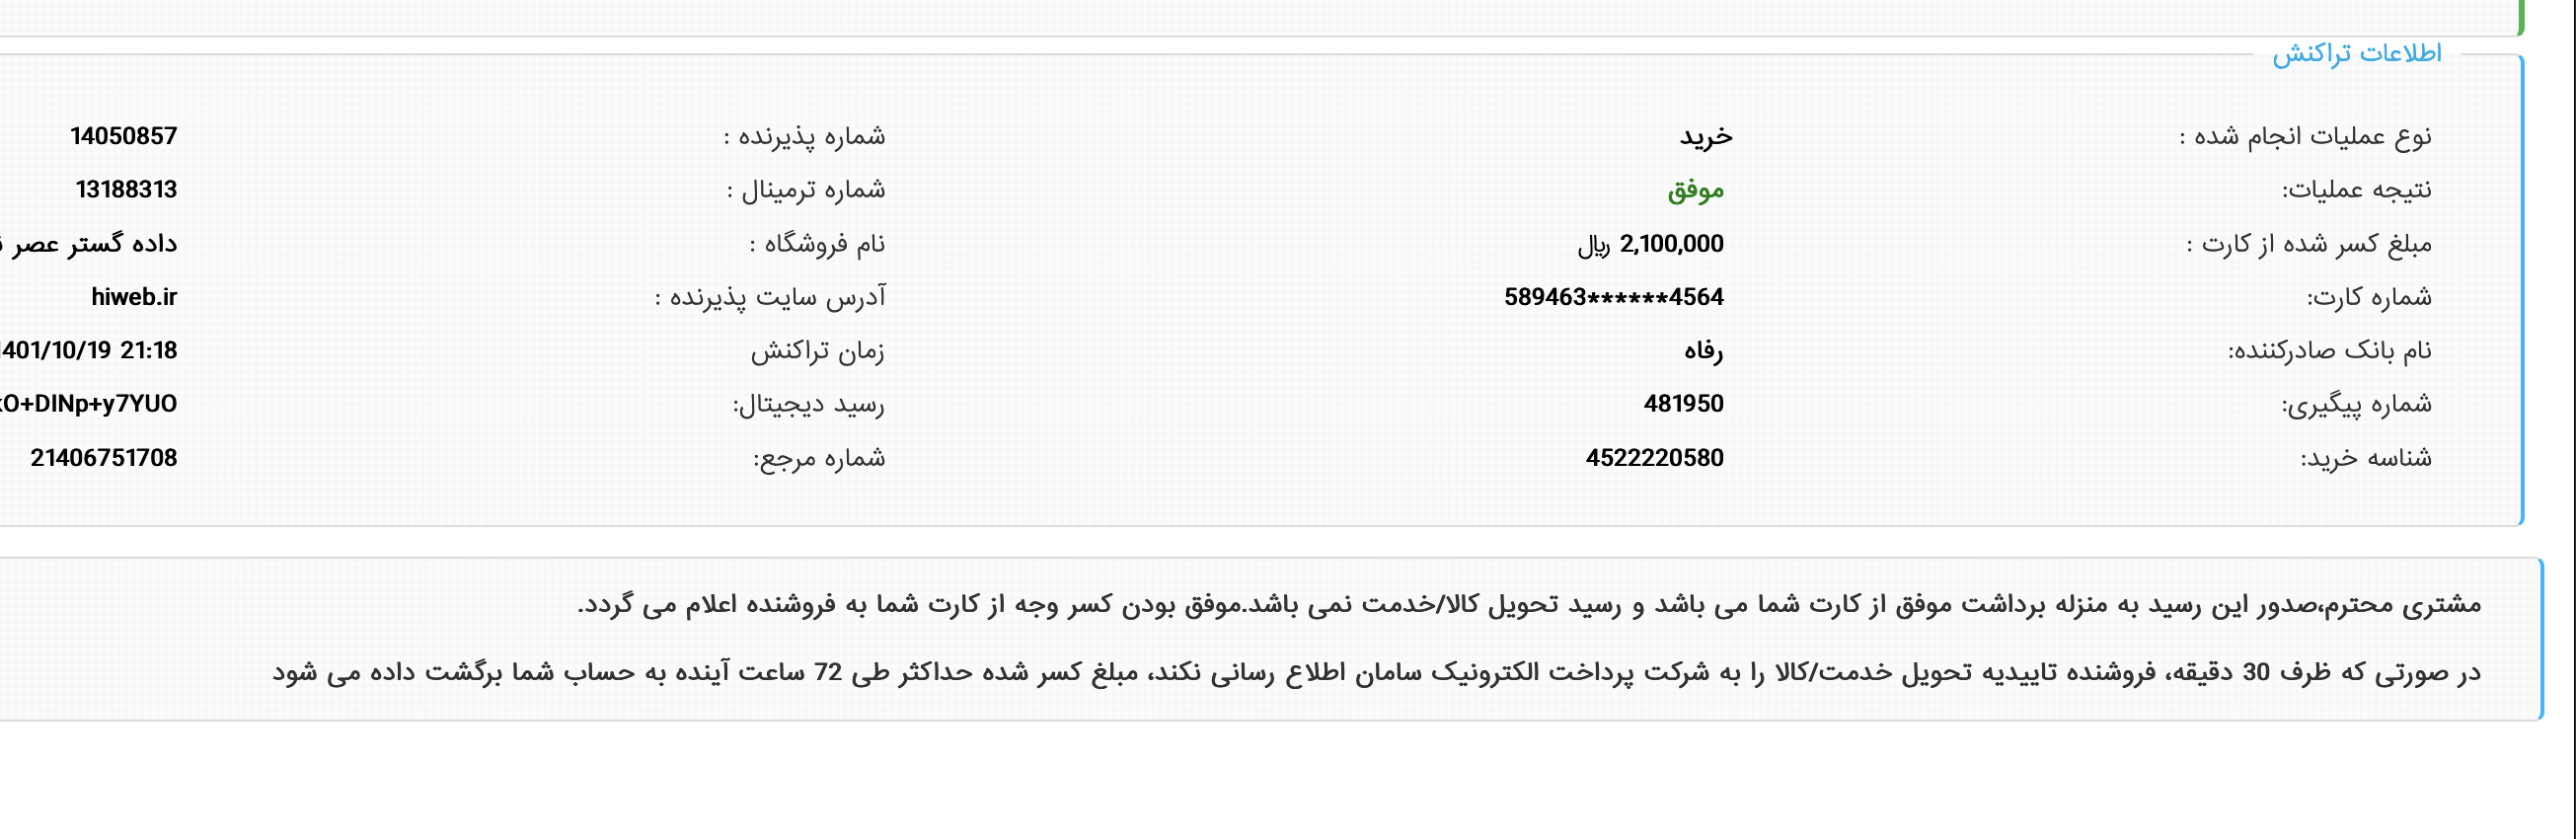 اطلاعات تراکنش
نوع عملیات انجام شده : خرید شماره پذیرنده : 14050857
نتیجه عملیات: موفق شماره ترمینال : 13188313
مبلغ کسر شده از کارت : 2,100,000 ریال نام فروشگاه : داده گستر عصر
شماره کارت: 589463******4564 آدرس سایت پذیرنده : hiweb.ir
نام بانک صادرکننده: رفاه زمان تراکنش 401/10/19 21:18
شماره پیگیری: 481950 رسید دیجیتال: O+DINp+y7YUO
شناسه خرید: 4522220580 شماره مرجع: 21406751708
مشتری محترم،صدور این رسید به منزله برداشت موفق از کارت شما می باشد و رسید تحویل کالا/خدمت نمی باشد.موفق بودن کسر وجه از کارت شما به فروشنده اعلام می گردد.
در صورتی که ظرف 30 دقیقه، فروشنده تاییدیه تحویل خدمت/کالا را به شرکت پرداخت الکترونیک سامان اطلاع رسانی نکند، مبلغ کسر شده حداکثر طی 72 ساعت آینده به حساب شما برگشت داده می شود